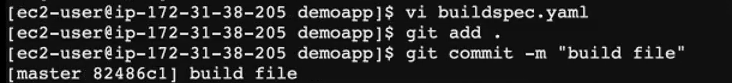 [ec2-user@ip-172-31-38-205 demoapp]$ vi buildspec.yaml
[ec2-user@ip-172-31-38-205 demoapp]$ git add .
[ec2-user@ip-172-31-38-205 demoapp]$ git commit -m "build file"
[master 82486c1] build file